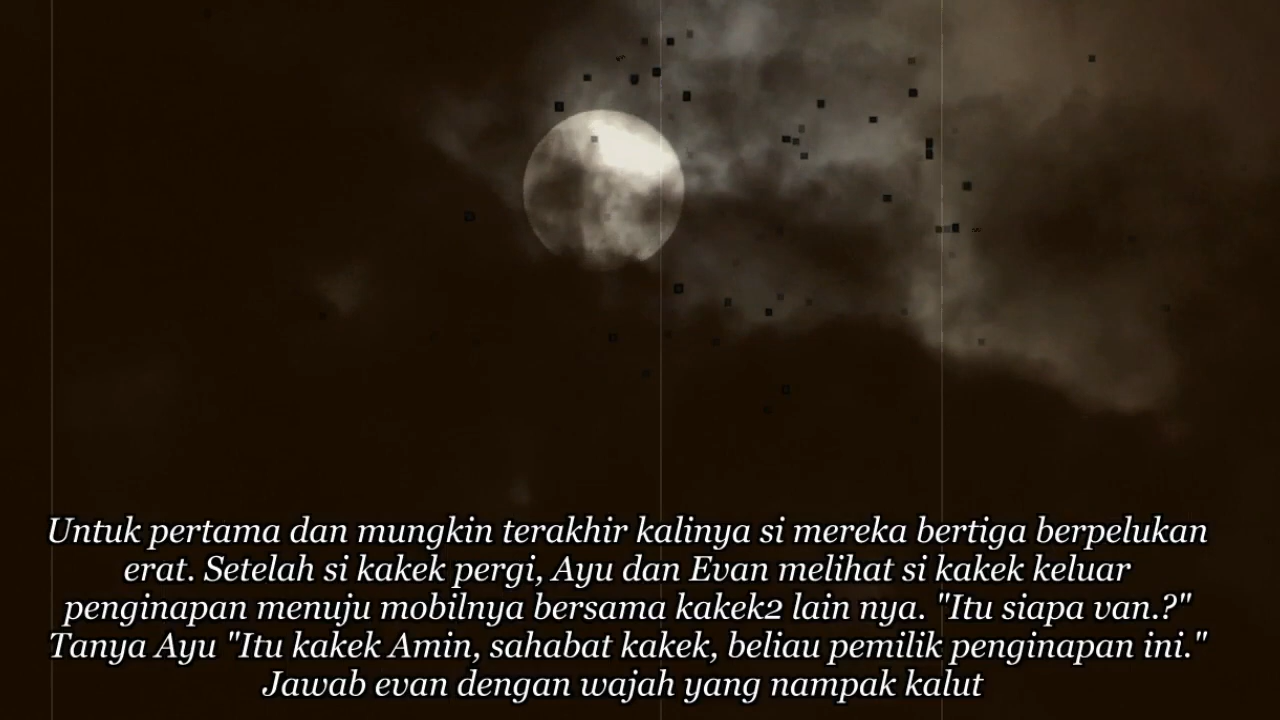 Untuk pertama dan mungkin terakhir kalinya si mereka bertiga berpelukan
erat. Setelah si kakek pergi, Ayu dan Evan melihat si kakek keluar
penginapan menuju mobilnya bersama kakek2 lain nya. "Itu siapa van.?"
Tanya Ayu "Itu kakek Amin, sahabat kakek, beliau pemilik penginapan ini."
Jawab evan dengan wajah yang nampak kalut